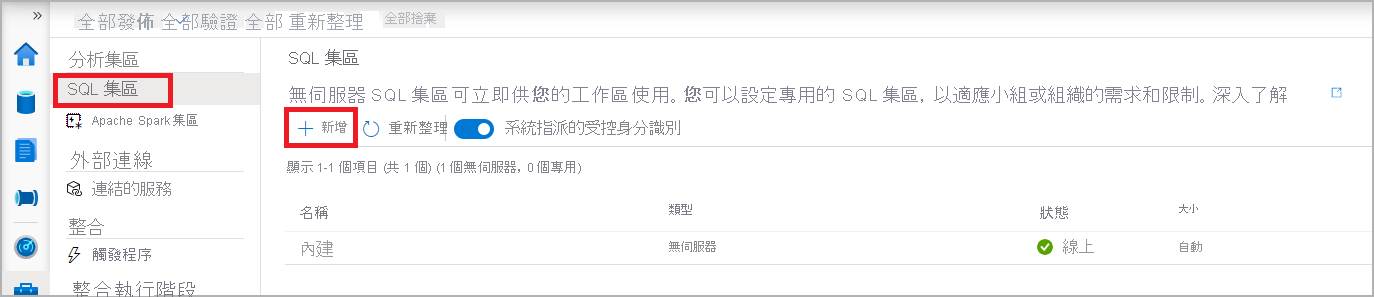 全部發佈 全部驗證 全部 重新整理 全部捨棄
分析集區
SQL 集區
Apache Spark集區
外部連線
連結的服務
整合
觸發程序
整合執行階段
SQL 集區
無伺服器 SQL 集區可立即供您的工作區使用。您可以設定專用的 SQL 集區, 以適應小組或組織的需求和限制。深入了解
新增 重新整理 系統指派的受控身分識別
顯示 1-1 個項目 (共 1 個) (1 個無伺服器, 0 個專用)
名稱 類型 狀態 大小
內建 無伺服器 線上 自動